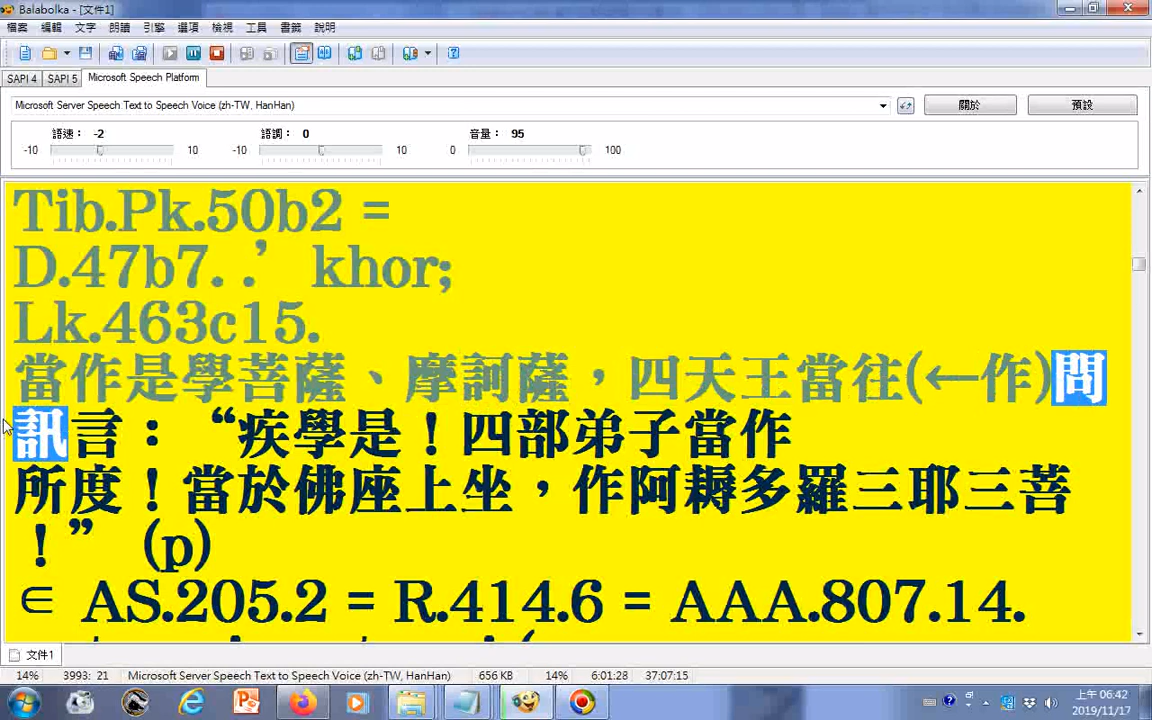 Balabolka - [文件1]
檔案 編輯 文字 朗讀 引擎 選項 檢視 工具 書籤 說明
SAPI 4 SAPI 5 Microsoft Speech Platform
Microsoft Server Speech Text to Speech Voice (zh-TW, HanHan) 關於 預設
語速： -2 語調： 0 音量： 95
-10 10 -10 10 0 100
Tib.Pk.50b2 =
D.47b7. .’ khor;
Lk.463c15.
當作是學菩薩、摩訶薩，四天王當往(←作)問
訊言：“疾學是！四部弟子當作
所度！當於佛座上坐，作阿耨多羅三耶三菩
！” (p)
∈ AS.205.2 = R.414.6 = AAA.807.14.
文件1
14% 3993: 21 Microsoft Server Speech Text to Speech Voice (zh-TW, HanHan) 656 KB 14% 6:01:28 37:07:15
上午 06:42
2019/11/17